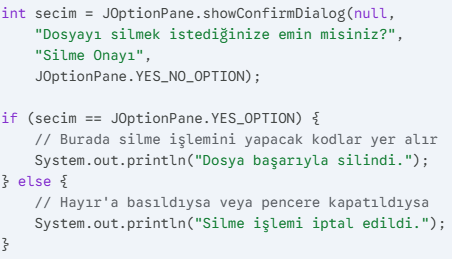 int secim = JOptionPane.showConfirmDialog(null,
    "Dosyayı silmek istediğinize emin misiniz?",
    "Silme Onayı",
    JOptionPane.YES_NO_OPTION);

if (secim == JOptionPane.YES_OPTION) {
    // Burada silme işlemini yapacak kodlar yer alır
    System.out.println("Dosya başarıyla silindi.");
} else {
    // Hayır'a basıldıysa veya pencere kapatıldıysa
    System.out.println("Silme işlemi iptal edildi.");
}